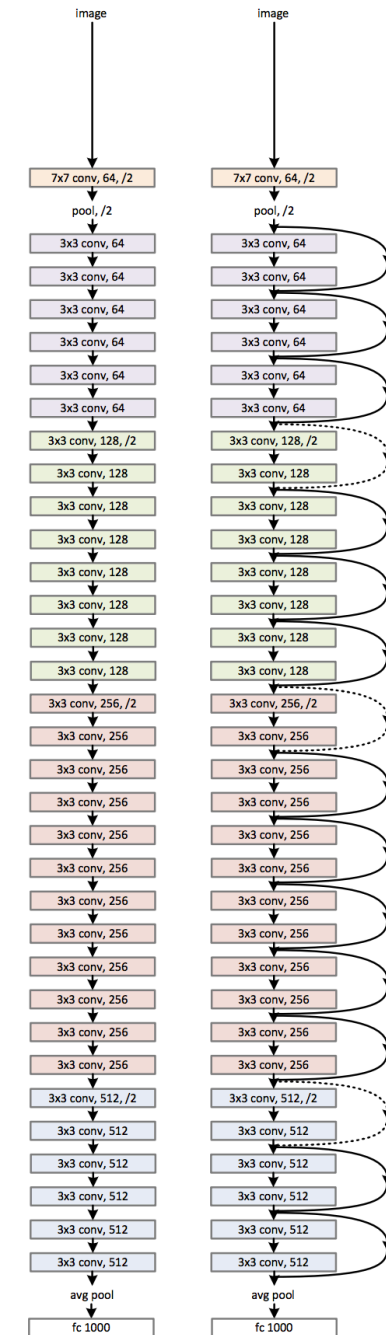 image
7x7 conv, 64, /2
pool, /2
3x3 conv, 64
3x3 conv, 64
3x3 conv, 64
3x3 conv, 64
3x3 conv, 64
3x3 conv, 64
3x3 conv, 128, /2
3x3 conv, 128
3x3 conv, 128
3x3 conv, 128
3x3 conv, 128
3x3 conv, 128
3x3 conv, 128
3x3 conv, 128
3x3 conv, 256, /2
3x3 conv, 256
3x3 conv, 256
3x3 conv, 256
3x3 conv, 256
3x3 conv, 256
3x3 conv, 256
3x3 conv, 256
3x3 conv, 256
3x3 conv, 256
3x3 conv, 256
3x3 conv, 256
3x3 conv, 512, /2
3x3 conv, 512
3x3 conv, 512
3x3 conv, 512
3x3 conv, 512
3x3 conv, 512
avg pool
fc 1000
image
7x7 conv, 64, /2
pool, /2
3x3 conv, 64
3x3 conv, 64
3x3 conv, 64
3x3 conv, 64
3x3 conv, 64
3x3 conv, 64
3x3 conv, 128, /2
3x3 conv, 128
3x3 conv, 128
3x3 conv, 128
3x3 conv, 128
3x3 conv, 128
3x3 conv, 128
3x3 conv, 128
3x3 conv, 256, /2
3x3 conv, 256
3x3 conv, 256
3x3 conv, 256
3x3 conv, 256
3x3 conv, 256
3x3 conv, 256
3x3 conv, 256
3x3 conv, 256
3x3 conv, 256
3x3 conv, 256
3x3 conv, 256
3x3 conv, 512, /2
3x3 conv, 512
3x3 conv, 512
3x3 conv, 512
3x3 conv, 512
3x3 conv, 512
avg pool
fc 1000